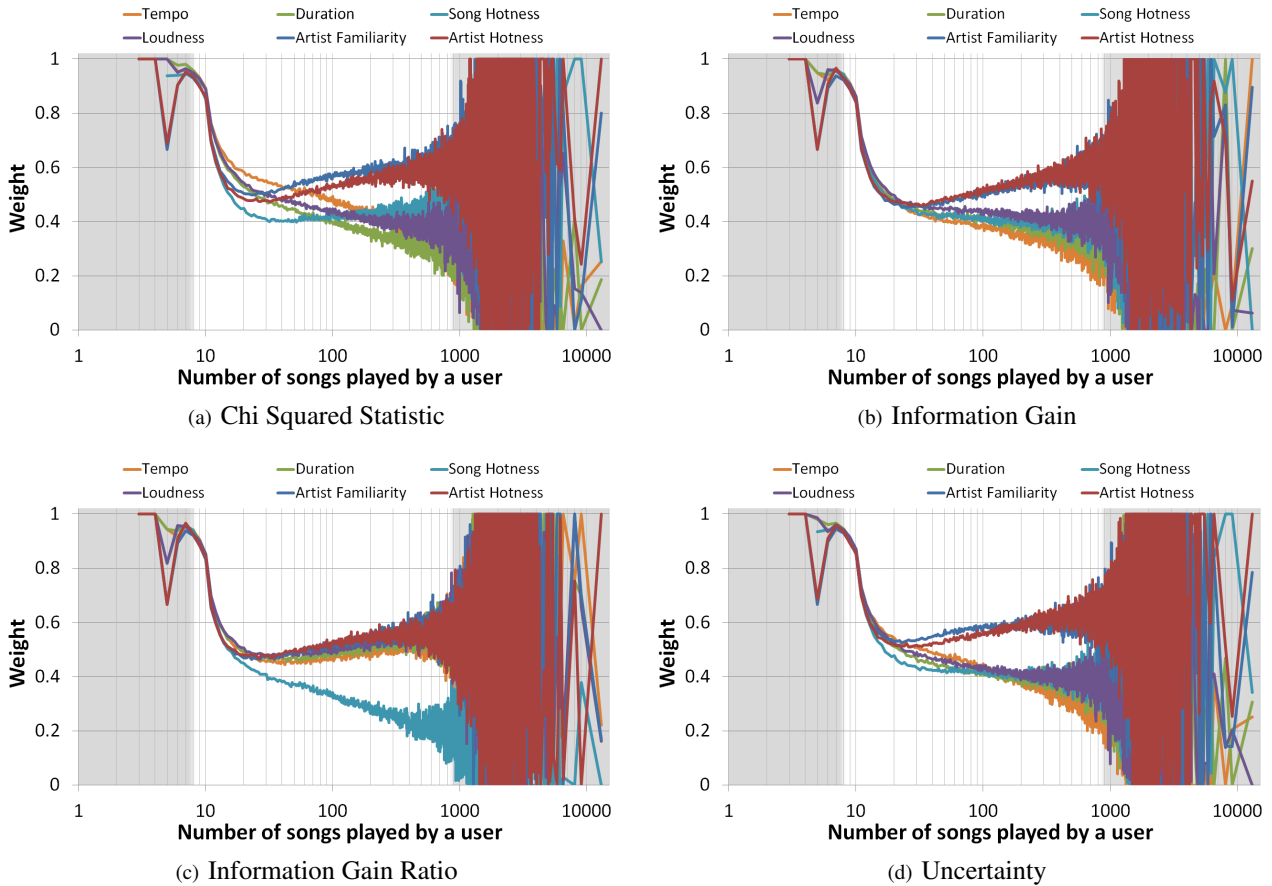 Tempo Duration Song Hotness
Loudness Artist Familiarity Artist Hotness
1
0.8
0.6
0.4
0.2
0
Weight
1 10 100 1000 10000
Number of songs played by a user
(a) Chi Squared Statistic
Tempo Duration Song Hotness
Loudness Artist Familiarity Artist Hotness
1
0.8
0.6
0.4
0.2
0
Weight
1 10 100 1000 10000
Number of songs played by a user
(b) Information Gain
Tempo Duration Song Hotness
Loudness Artist Familiarity Artist Hotness
1
0.8
0.6
0.4
0.2
0
Weight
1 10 100 1000 10000
Number of songs played by a user
(c) Information Gain Ratio
Tempo Duration Song Hotness
Loudness Artist Familiarity Artist Hotness
1
0.8
0.6
0.4
0.2
0
Weight
1 10 100 1000 10000
Number of songs played by a user
(d) Uncertainty